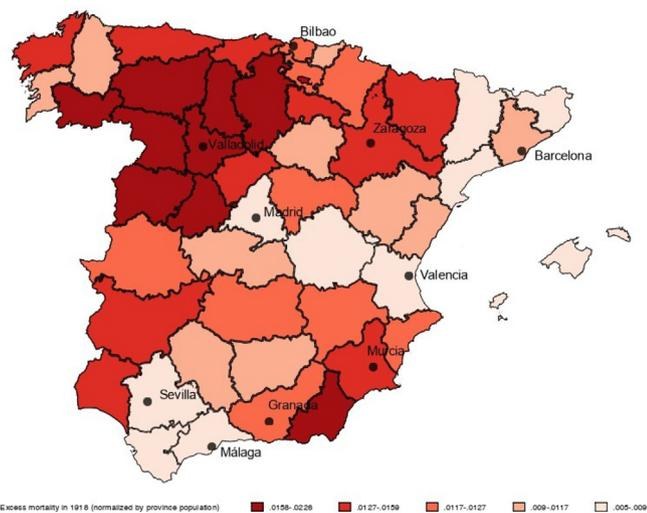 Bilbao
Valladolid
Zaragoza
Barcelona
Madrid
Valencia
Murcia
Sevilla
Granada
Málaga
Excess mortality in 1918 (normalized by province population) .0158-.0226 .0127-.0159 .0117-.0127 .009-.0117 .005-.009